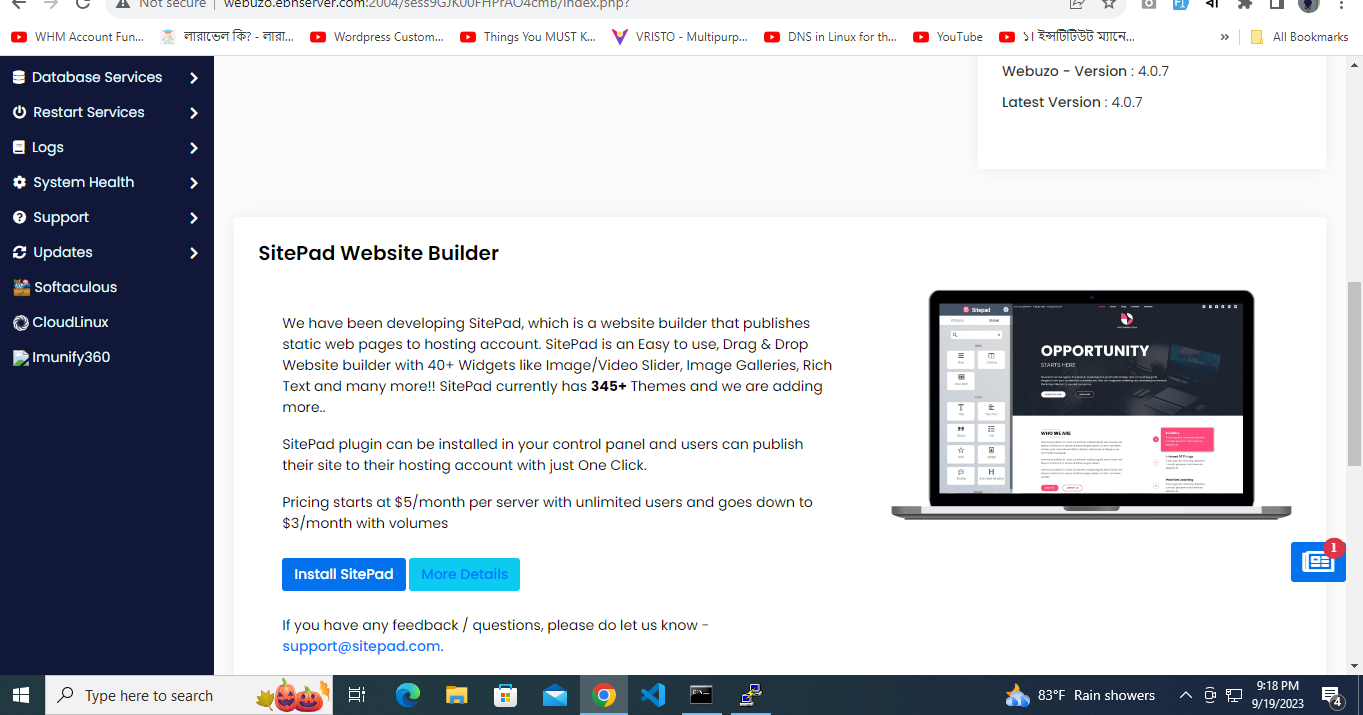 Not secure | webuzo.ebhserver.com:2004/sess9GJK00FHPrAO4cmB/index.php?
WHM Account Fun...
লারাভেল কি? - লারা...
Wordpress Custom...
Things You MUST K...
VRISTO - Multipurp...
DNS in Linux for th...
YouTube
১। ইন্সটিটিউট ম্যানে...
»
All Bookmarks
Database Services
Restart Services
Logs
System Health
Support
Updates
Softaculous
CloudLinux
Imunify360
Webuzo - Version : 4.0.7
Latest Version : 4.0.7
SitePad Website Builder
We have been developing SitePad, which is a website builder that publishes
static web pages to hosting account. SitePad is an Easy to use, Drag & Drop
Website builder with 40+ Widgets like Image/Video Slider, Image Galleries, Rich
Text and many more!! SitePad currently has 345+ Themes and we are adding
more..
SitePad plugin can be installed in your control panel and users can publish
their site to their hosting account with just One Click.
Pricing starts at $5/month per server with unlimited users and goes down to
$3/month with volumes
Install SitePad
More Details
If you have any feedback / questions, please do let us know -
support@sitepad.com.
Sitepad
OPPORTUNITY
STARTS HERE
WHO WE ARE
1
Type here to search
83°F Rain showers
9:18 PM
9/19/2023
4